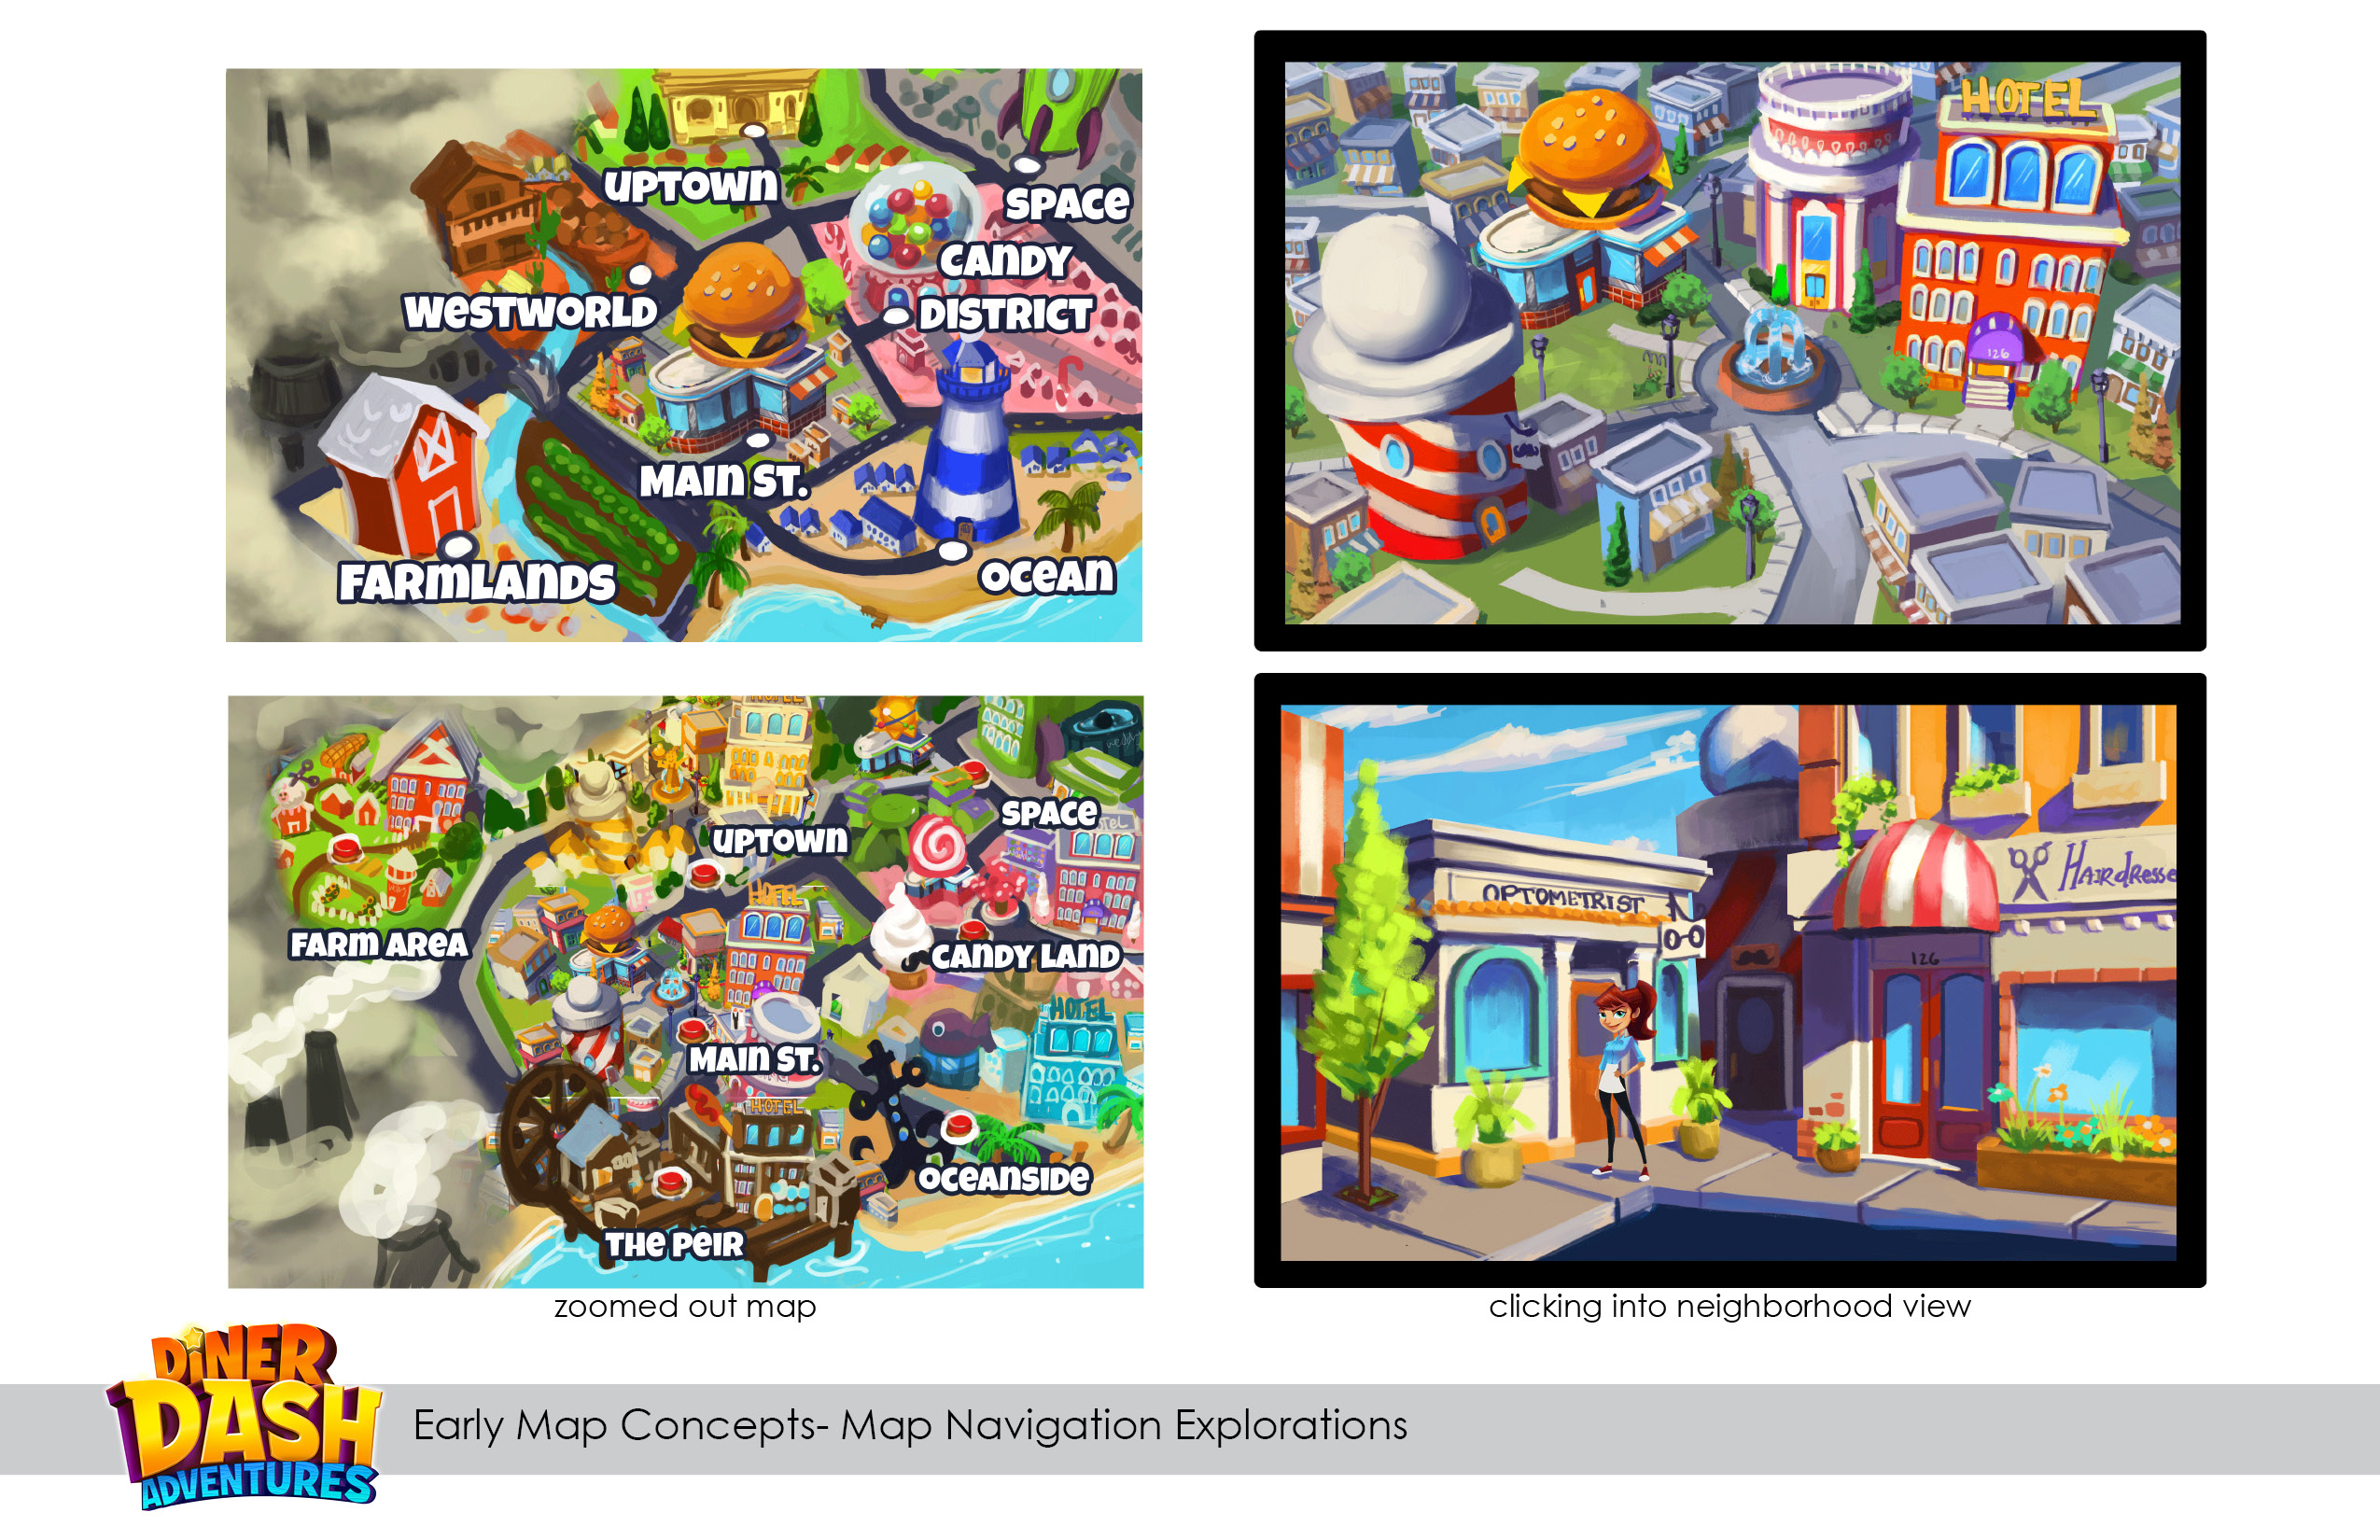 UPTOWN
SPACE
CANDY
DISTRICT
WESTWORLD
MAIN ST.
FARMLANDS
OCEAN
HOTEL
126
HOTEL
UPTOWN
SPACE
HOTEL
FARM AREA
CANDY LAND
HOTEL
MAIN ST.
HOTEL
OCEANSIDE
THE PEIR
OPTOMETRIST
HAIRdResse
126
zoomed out map
clicking into neighborhood view
DINER
DASH
ADVENTURES
Early Map Concepts- Map Navigation Explorations